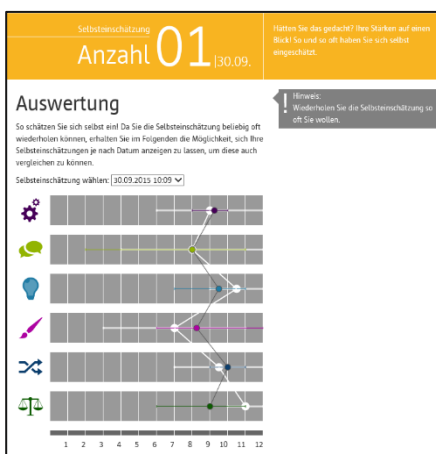 Selbsteinschätzung
Anzahl 01 |30.09.
Hätten Sie das gedacht? Ihre Stärken auf einen
Blick! So und so oft haben Sie sich selbst
eingeschätzt.
Auswertung
So schätzen Sie sich selbst ein! Da Sie die Selbsteinschätzung beliebig oft
wiederholen können, erhalten Sie im Folgenden die Möglichkeit, sich Ihre
Selbsteinschätzungen je nach Datum anzeigen zu lassen, um diese auch
vergleichen zu können.
Selbsteinschätzung wählen: 30.09.2015 10:09
! Hinweis:
Wiederholen Sie die Selbsteinschätzung so
oft Sie wollen.
1 2 3 4 5 6 7 8 9 10 11 12